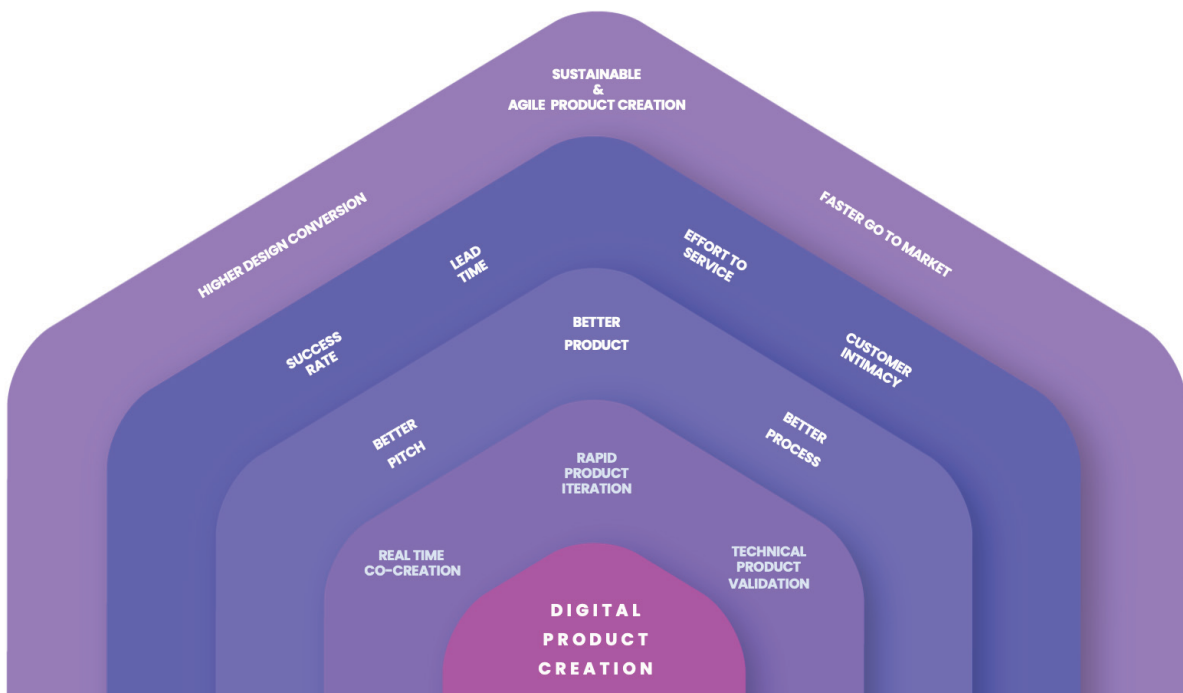 SUSTAINABLE
&
AGILE PRODUCT CREATION
HIGHER DESIGN CONVERSION
FASTER GO TO MARKET
LEAD
TIME
EFFORT TO
SERVICE
SUCCESS
RATE
CUSTOMER
INTIMACY
BETTER
PRODUCT
BETTER
PITCH
BETTER
PROCESS
RAPID
PRODUCT
ITERATION
REAL TIME
CO-CREATION
TECHNICAL
PRODUCT
VALIDATION
DIGITAL
PRODUCT
CREATION